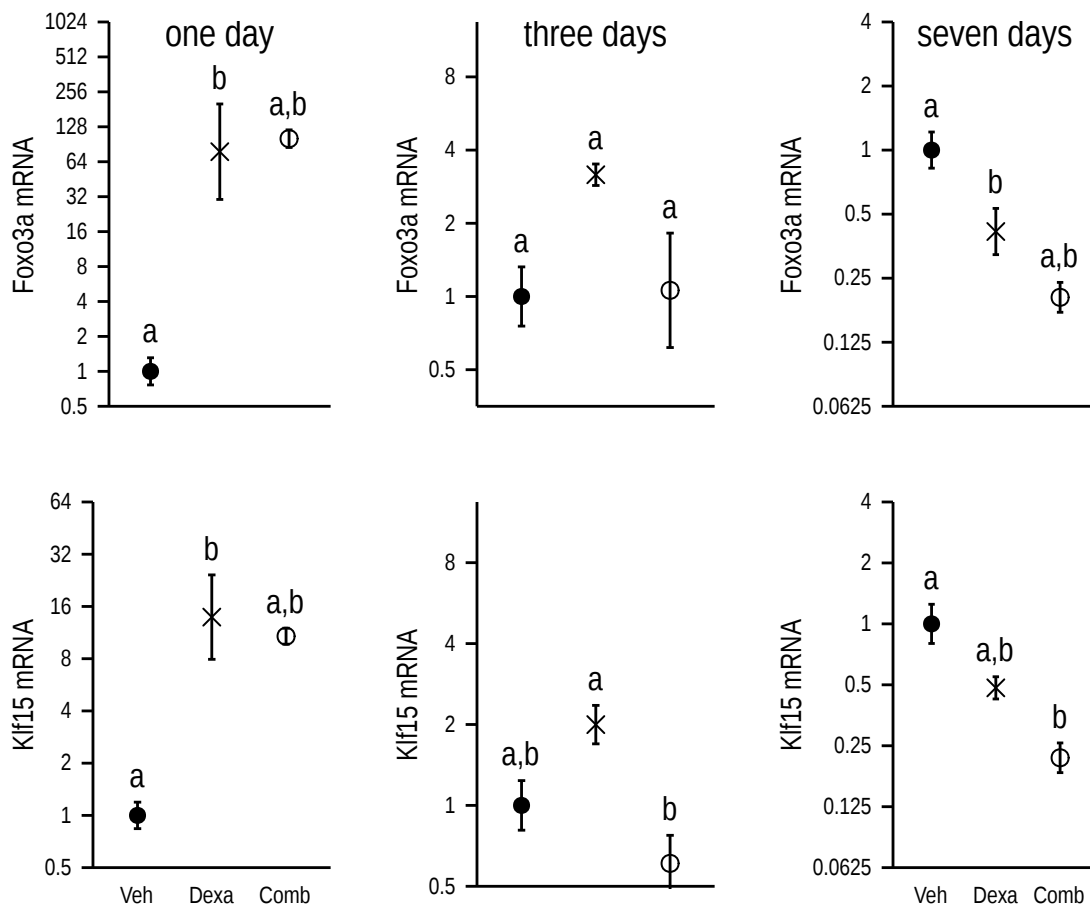 one day
three days
seven days
Foxo3a mRNA
1024
512
256
128
64
32
16
8
4
2
1
0.5
a
b
a,b
Foxo3a mRNA
8
4
2
1
0.5
a
a
a
Foxo3a mRNA
4
2
1
0.5
0.25
0.125
0.0625
a
b
a,b
Klf15 mRNA
64
32
16
8
4
2
1
0.5
a
b
a,b
Veh Dexa Comb
Klf15 mRNA
8
4
2
1
0.5
a,b
a
b
Klf15 mRNA
4
2
1
0.5
0.25
0.125
0.0625
a
a,b
b
Veh Dexa Comb